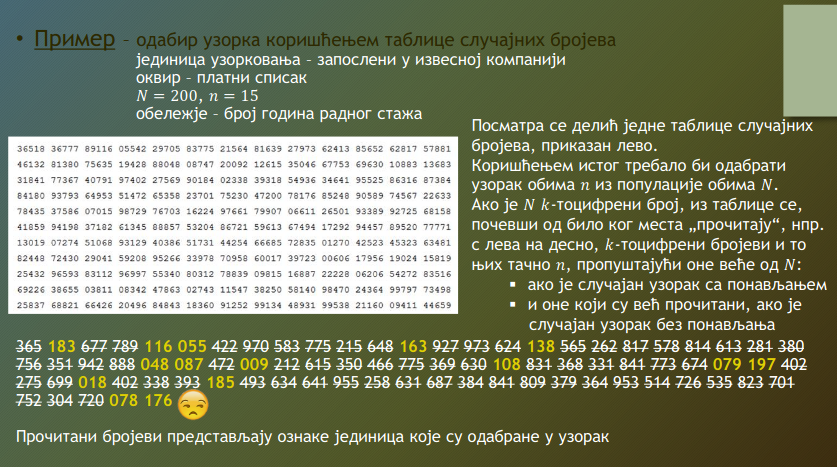 • Пример – одабир узорка коришћењем таблице случајних бројева
јединица узорковања – запослени у извесној компанији
оквир – платни списак
N = 200, n = 15
обележје – број година радног стажа
36518 36777 89116 05542 29705 83775 21564 81639 27973 62413 85652 62817 57881
46132 81380 75635 19428 88048 08747 20092 12615 35046 67753 69630 10883 13683
31841 77367 40791 97402 27569 90184 02338 39318 54936 34641 95525 86316 87384
84180 93793 64953 51472 65358 23701 75230 47200 78176 85248 90589 74567 22633
78435 37586 07015 98729 76703 16224 97661 79907 06611 26501 93389 92725 68158
41859 94198 37182 61345 88857 53204 86721 59613 67494 17292 94457 89520 77771
13019 07274 51068 93129 40386 51731 44254 66685 72835 01270 42523 45323 63481
82448 72430 29041 59208 95266 33978 70958 60017 39723 00606 17956 19024 15819
25432 96593 83112 96997 55340 80312 78839 09815 16887 22228 06206 54272 83516
69226 38655 03811 08342 47863 02743 11547 38250 58140 98470 24364 99797 73498
25837 68821 66426 20496 84843 18360 91252 99134 48931 99538 21160 09411 44659
Посматра се делић једне таблице случајних
бројева, приказан лево.
Коришћењем истог требало би одабрати
узорак обима n из популације обима N.
Ако је N k-тоцифрени број, из таблице се,
почевши од било ког места „прочитају“, нпр.
с лева на десно, k-тоцифрени бројеви и то
њих тачно n, пропуштајући оне веће од N:
▪ ако је случајан узорак са понављањем
▪ и оне који су већ прочитани, ако је
случајан узорак без понављања
365 183 677 789 116 055 422 970 583 775 215 648 163 927 973 624 138 565 262 817 578 814 613 281 380
756 351 942 888 048 087 472 009 212 615 350 466 775 369 630 108 831 368 331 841 773 674 079 197 402
275 699 018 402 338 393 185 493 634 641 955 258 631 687 384 841 809 379 364 953 514 726 535 823 701
752 304 720 078 176
Прочитани бројеви представљају ознаке јединица које су одабране у узорак